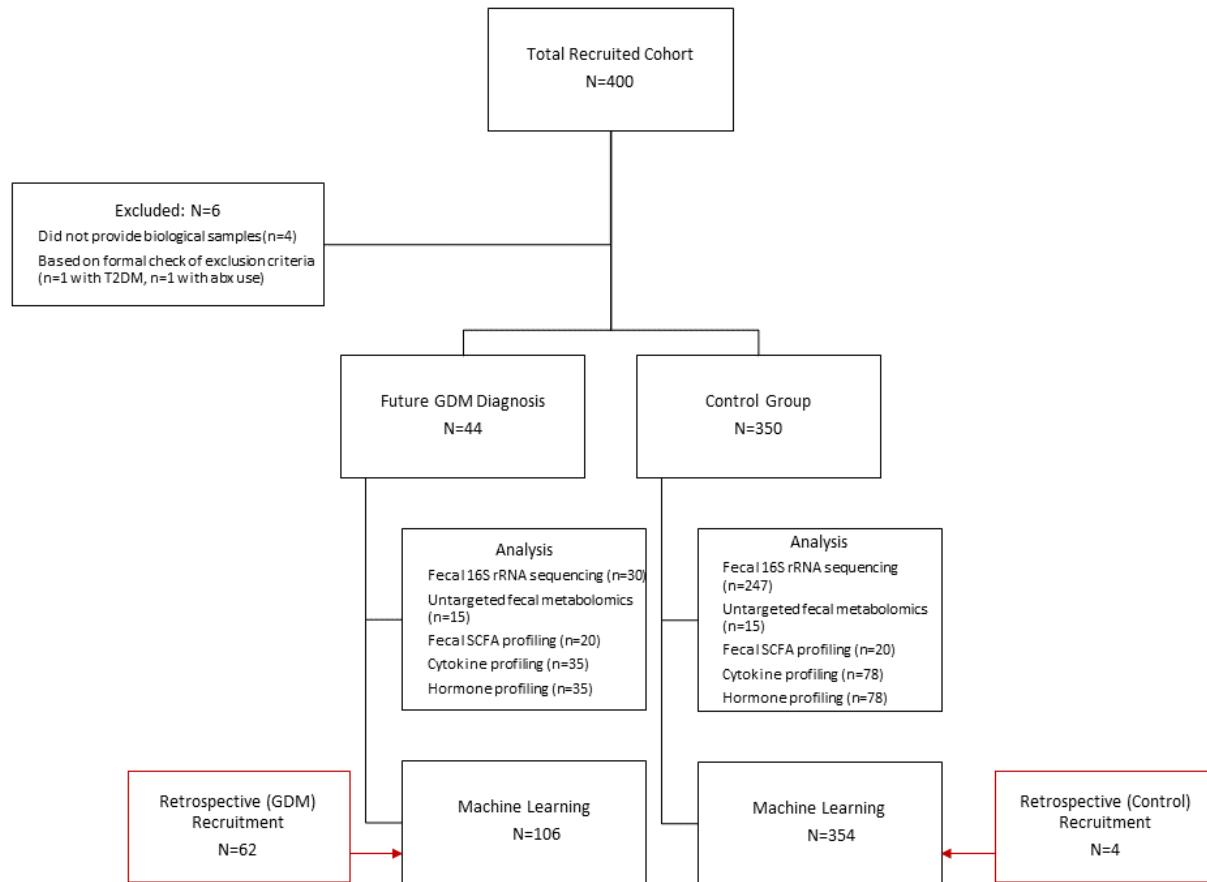 Total Recruited Cohort
N=400
Excluded: N=6
Did not provide biological samples(n=4)
Based on formal check of exclusion criteria
(n=1 with T2DM, n=1 with abx use)
Future GDM Diagnosis
N=44
Control Group
N=350
Analysis
Fecal 16S rRNA sequencing (n=30)
Untargeted fecal metabolomics
(n=15)
Fecal SCFA profiling (n=20)
Cytokine profiling (n=35)
Hormone profiling (n=35)
Analysis
Fecal 16S rRNA sequencing
(n=247)
Untargeted fecal metabolomics
(n=15)
Fecal SCFA profiling (n=20)
Cytokine profiling (n=78)
Hormone profiling (n=78)
Retrospective (GDM)
Recruitment
N=62
Machine Learning
N=106
Machine Learning
N=354
Retrospective (Control)
Recruitment
N=4